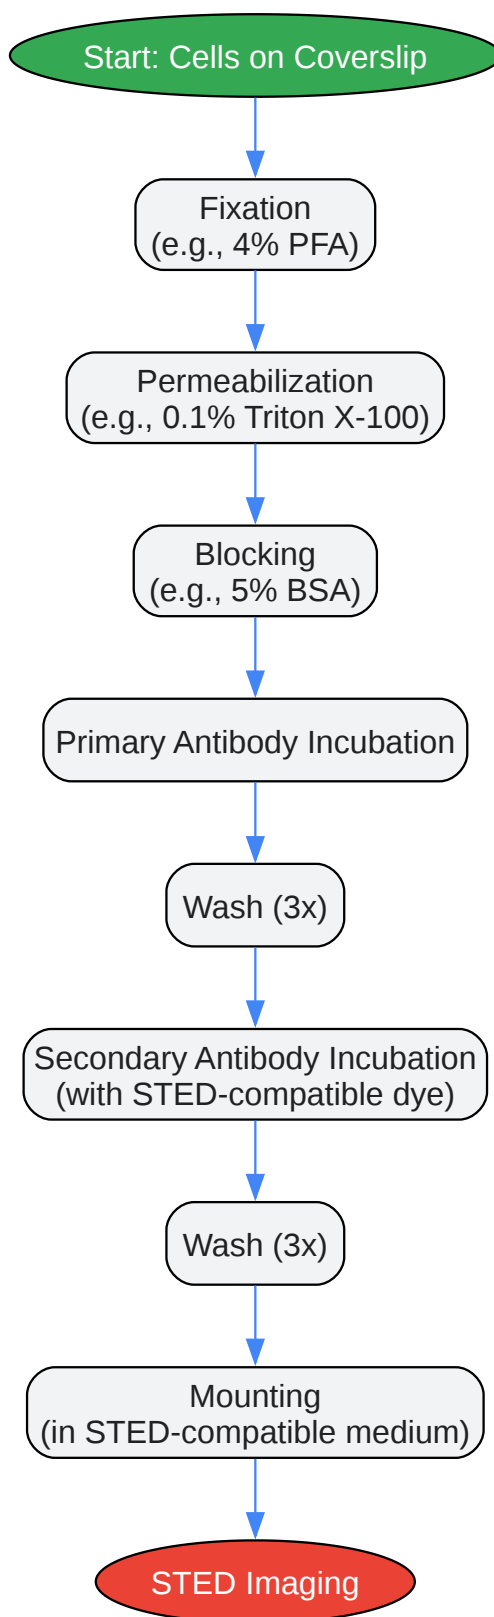 Start: Cells on Coverslip
Fixation
(e.g., 4% PFA)
Permeabilization
(e.g., 0.1% Triton X-100)
Blocking
(e.g., 5% BSA)
Primary Antibody Incubation
Wash (3x)
Secondary Antibody Incubation
(with STED-compatible dye)
Wash (3x)
Mounting
(in STED-compatible medium)
STED Imaging